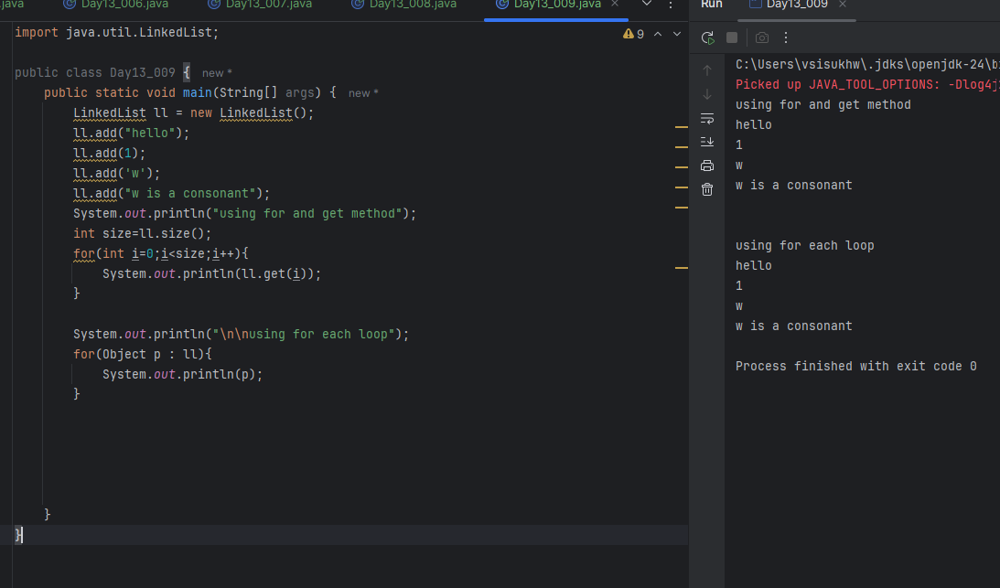 .java Day13_006.java Day13_007.java Day13_008.java Day13_009.java
import java.util.LinkedList;
9
public class Day13_009 { new *
public static void main(String[] args) { new *
LinkedList ll = new LinkedList();
ll.add("hello");
ll.add(1);
ll.add('w');
ll.add("w is a consonant");
System.out.println("using for and get method");
int size=ll.size();
for(int i=0;i<size;i++){
System.out.println(ll.get(i));
}
System.out.println("\n\nusing for each loop");
for(Object p : ll){
System.out.println(p);
}
}
}
Run Day13_009
C:\Users\vsisukhw\.jdks\openjdk-24\b
Picked up JAVA_TOOL_OPTIONS: -Dlog4j
using for and get method
hello
1
w
w is a consonant
using for each loop
hello
1
w
w is a consonant
Process finished with exit code 0